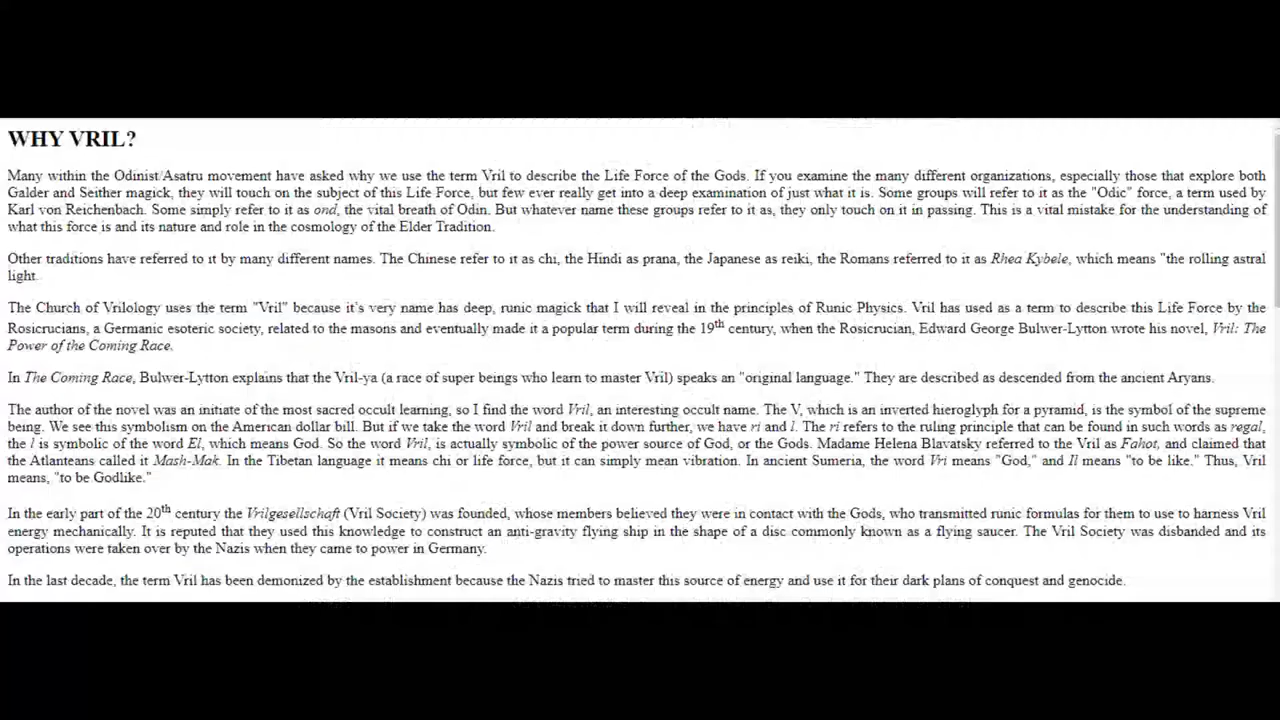 WHY VRIL?
Many within the Odinist/Asatru movement have asked why we use the term Vril to describe the Life Force of the Gods. If you examine the many different organizations, especially those that explore both
Galder and Seither magick, they will touch on the subject of this Life Force, but few ever really get into a deep examination of just what it is. Some groups will refer to it as the "Odic" force, a term used by
Karl von Reichenbach. Some simply refer to it as ond, the vital breath of Odin. But whatever name these groups refer to it as, they only touch on it in passing. This is a vital mistake for the understanding of
what this force is and its nature and role in the cosmology of the Elder Tradition.
Other traditions have referred to it by many different names. The Chinese refer to it as chi, the Hindi as prana, the Japanese as reiki, the Romans referred to it as Rhea Kybele, which means "the rolling astral
light.
The Church of Vrilology uses the term "Vril" because it's very name has deep, runic magick that I will reveal in the principles of Runic Physics. Vril has used as a term to describe this Life Force by the
Rosicrucians, a Germanic esoteric society, related to the masons and eventually made it a popular term during the 19th century, when the Rosicrucian, Edward George Bulwer-Lytton wrote his novel, Vril: The
Power of the Coming Race.
In The Coming Race, Bulwer-Lytton explains that the Vril-ya (a race of super beings who learn to master Vril) speaks an "original language." They are described as descended from the ancient Aryans.
The author of the novel was an initiate of the most sacred occult learning, so I find the word Vril, an interesting occult name. The V, which is an inverted hieroglyph for a pyramid, is the symbol of the supreme
being. We see this symbolism on the American dollar bill. But if we take the word Vril and break it down further, we have ri and l. The ri refers to the ruling principle that can be found in such words as regal,
the l is symbolic of the word El, which means God. So the word Vril, is actually symbolic of the power source of God, or the Gods. Madame Helena Blavatsky referred to the Vril as Fahot, and claimed that
the Atlanteans called it Mash-Mak. In the Tibetan language it means chi or life force, but it can simply mean vibration. In ancient Sumeria, the word Vri means "God," and Il means "to be like." Thus, Vril
means, "to be Godlike."
In the early part of the 20th century the Vrilgesellschaft (Vril Society) was founded, whose members believed they were in contact with the Gods, who transmitted runic formulas for them to use to harness Vril
energy mechanically. It is reputed that they used this knowledge to construct an anti-gravity flying ship in the shape of a disc commonly known as a flying saucer. The Vril Society was disbanded and its
operations were taken over by the Nazis when they came to power in Germany.
In the last decade, the term Vril has been demonized by the establishment because the Nazis tried to master this source of energy and use it for their dark plans of conquest and genocide.